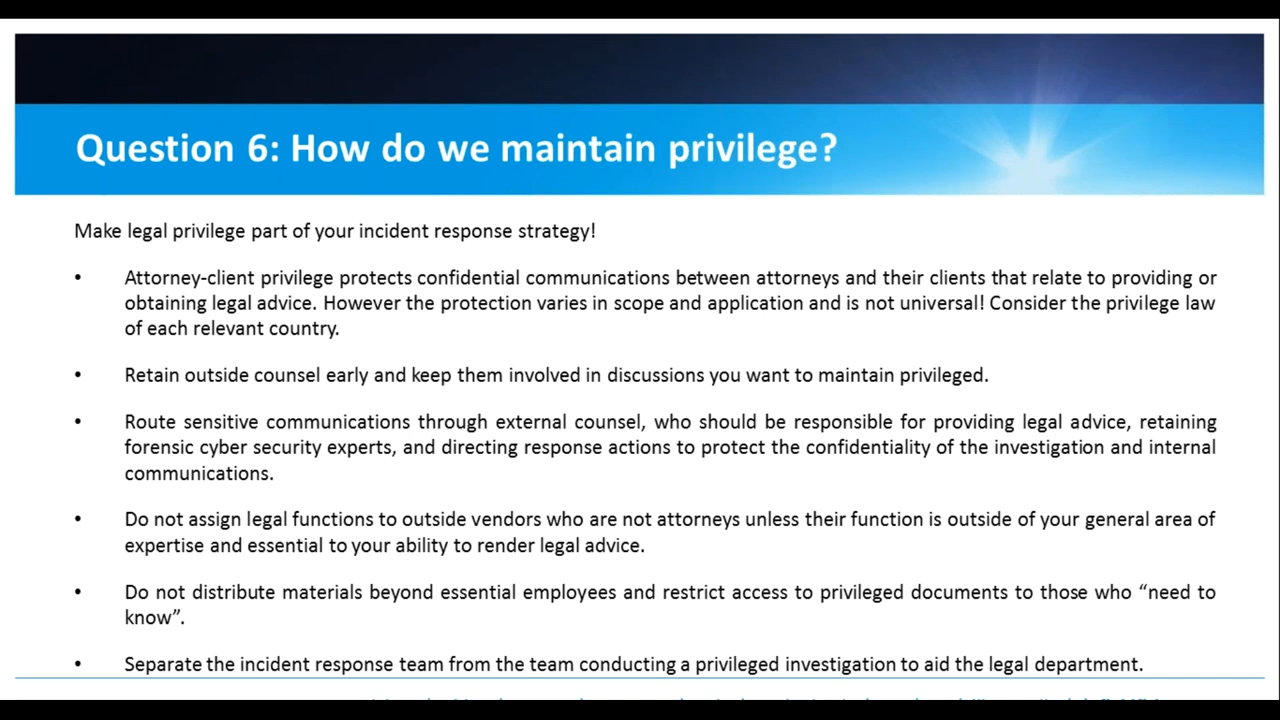 Question 6: How do we maintain privilege?
Make legal privilege part of your incident response strategy!
• Attorney-client privilege protects confidential communications between attorneys and their clients that relate to providing or
obtaining legal advice. However the protection varies in scope and application and is not universal! Consider the privilege law
of each relevant country.
• Retain outside counsel early and keep them involved in discussions you want to maintain privileged.
• Route sensitive communications through external counsel, who should be responsible for providing legal advice, retaining
forensic cyber security experts, and directing response actions to protect the confidentiality of the investigation and internal
communications.
• Do not assign legal functions to outside vendors who are not attorneys unless their function is outside of your general area of
expertise and essential to your ability to render legal advice.
• Do not distribute materials beyond essential employees and restrict access to privileged documents to those who “need to
know”.
• Separate the incident response team from the team conducting a privileged investigation to aid the legal department.